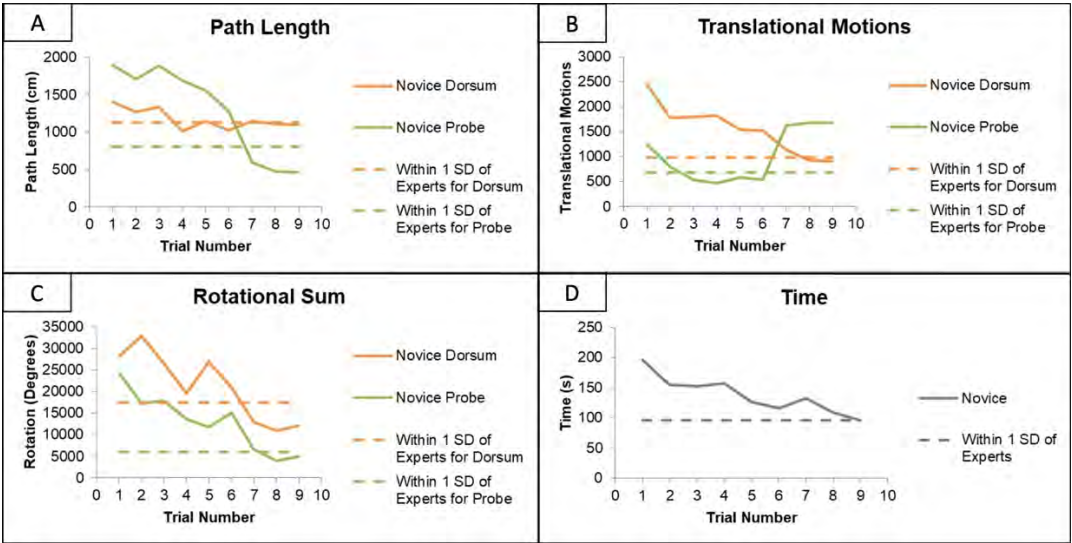 A
Path Length
Path Length (cm)
2000
1500
1000
500
0
0 1 2 3 4 5 6 7 8 9 10
Trial Number
Novice Dorsum
Novice Probe
Within 1 SD of
Experts for Dorsum
Within 1 SD of
Experts for Probe
B
Translational Motions
Translational Motions
3000
2500
2000
1500
1000
500
0
0 1 2 3 4 5 6 7 8 9 10
Trial Number
Novice Dorsum
Novice Probe
Within 1 SD of
Experts for Dorsum
Within 1 SD of
Experts for Probe
C
Rotational Sum
Rotation (Degrees)
35000
30000
25000
20000
15000
10000
5000
0
0 1 2 3 4 5 6 7 8 9 10
Trial Number
Novice Dorsum
Novice Probe
Within 1 SD of
Experts for Dorsum
Within 1 SD of
Experts for Probe
D
Time
Time (s)
250
200
150
100
50
0
0 1 2 3 4 5 6 7 8 9 10
Trial Number
Novice
Within 1 SD of
Experts